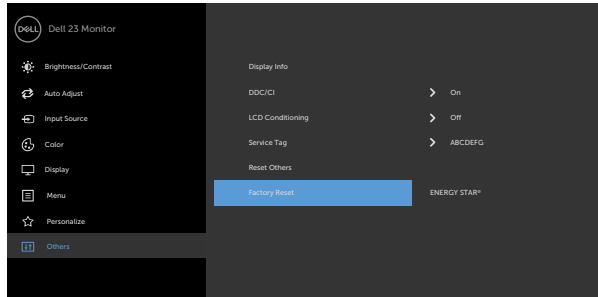 DELL Dell 23 Monitor
Brightness/Contrast
Auto Adjust
Input Source
Color
Display
Menu
Personalize
Others
Display Info
DDC/CI On
LCD Conditioning Off
Service Tag ABCDEFG
Reset Others
Factory Reset ENERGY STAR®